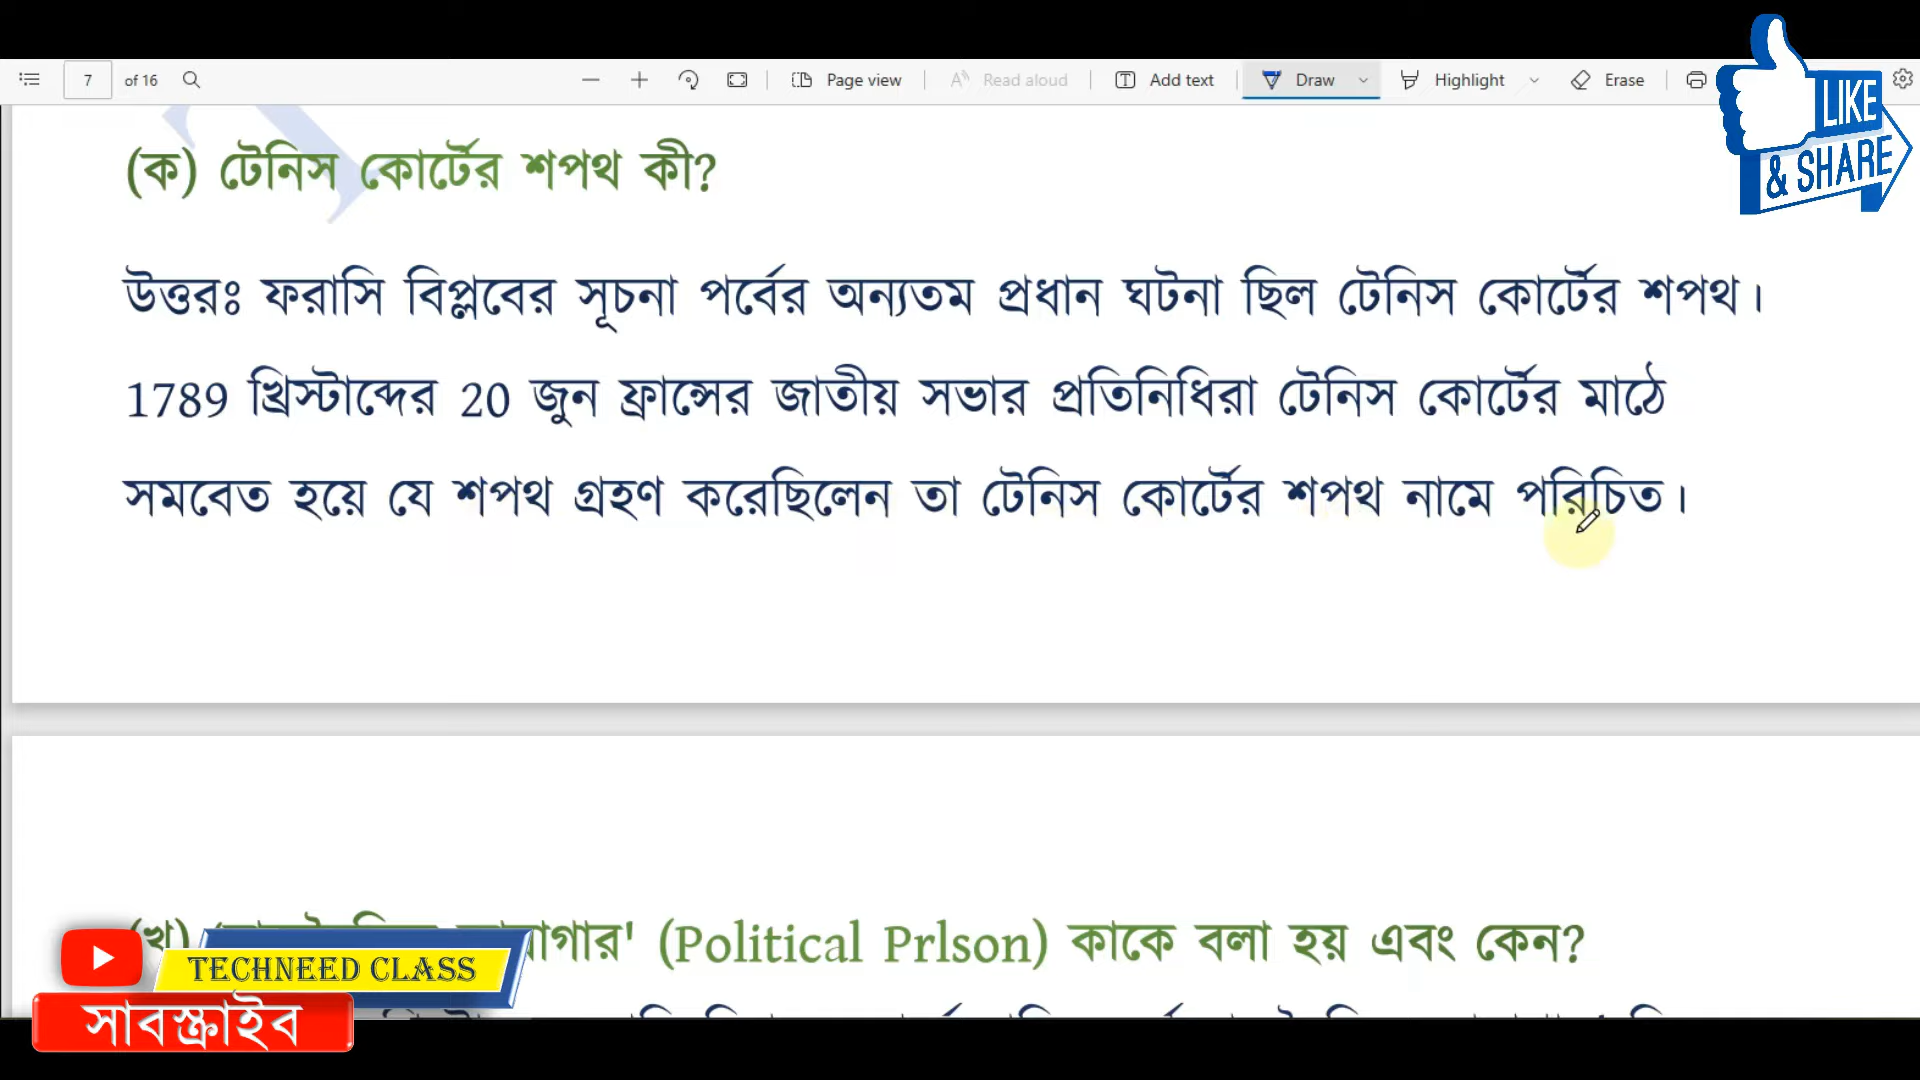 7 of 16 Page view Read aloud Add text Draw Highlight Erase
LIKE
& SHARE
(ক) টেনিস কোর্টের শপথ কী?
উত্তরঃ ফরাসি বিপ্লবের সূচনা পর্বের অন্যতম প্রধান ঘটনা ছিল টেনিস কোর্টের শপথ।
1789 খ্রিস্টাব্দের 20 জুন ফ্রান্সের জাতীয় সভার প্রতিনিধিরা টেনিস কোর্টের মাঠে
সমবেত হয়ে যে শপথ গ্রহণ করেছিলেন তা টেনিস কোর্টের শপথ নামে পরিচিত।
(খ) (Political Prlson) কাকে বলা হয় এবং কেন?
TECHNEED CLASS
সাবস্ক্রাইব